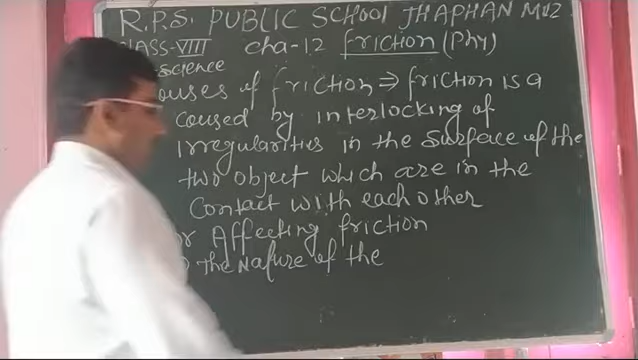 R.P.S. PUBLIC SCHOOL JHAPHAN MUZ
CLASS-VIII cha-12 FRICTION (Phy)
science
ouses of friction ⇒ friction is a
caused by interlocking of
irregularities in the surface of the
two object which are in the
contact with each other
r Affecting friction
the Nature of the